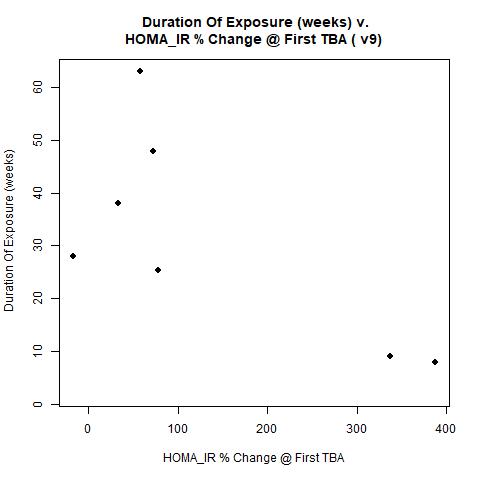 Duration Of Exposure (weeks) v.
HOMA_IR % Change @ First TBA ( v9)
Duration Of Exposure (weeks)
60
50
40
30
20
10
0
0 100 200 300 400
HOMA_IR % Change @ First TBA